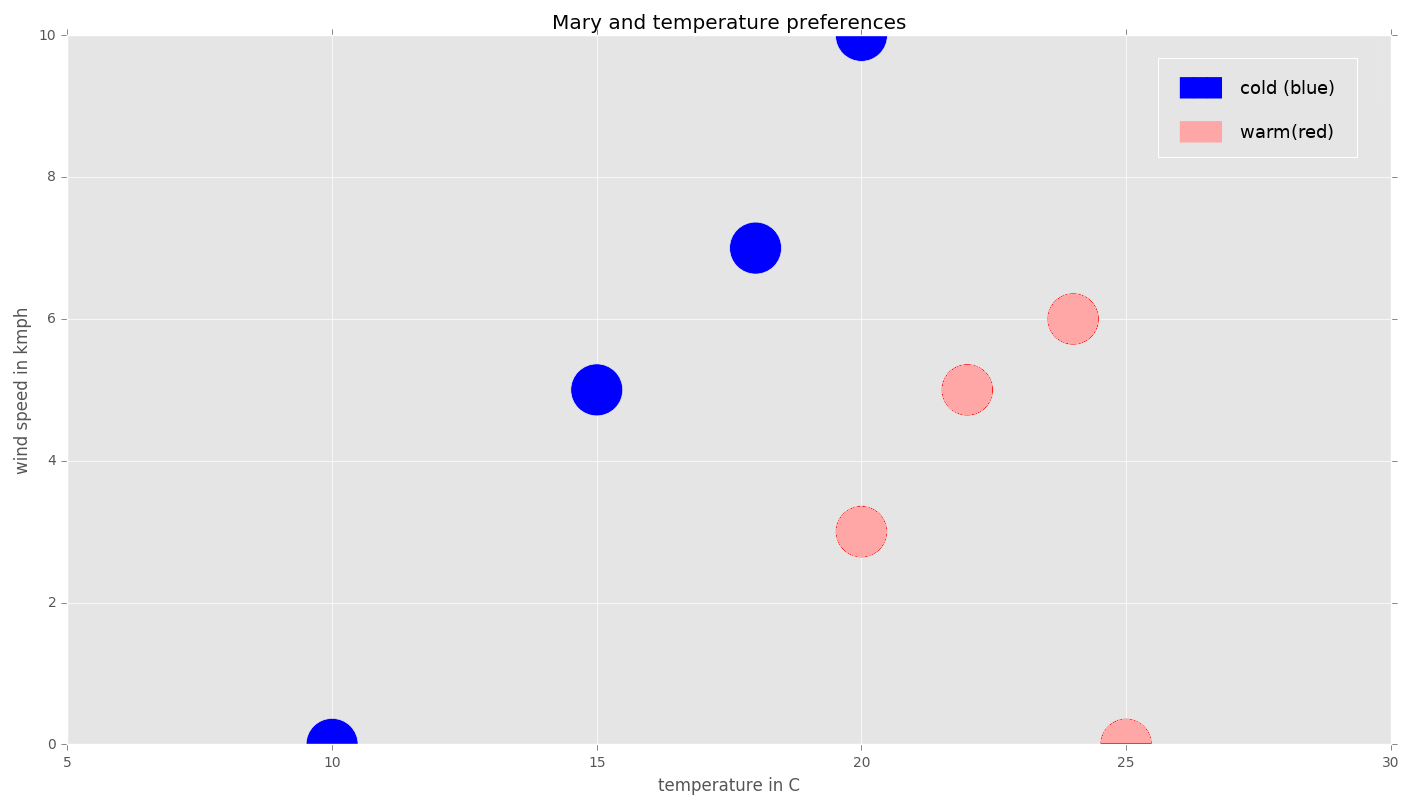 Mary and temperature preferences
10
cold (blue)
warm(red)
8
6
wind speed in kmph
4
2
0
5 10 15 20 25 30
temperature in C